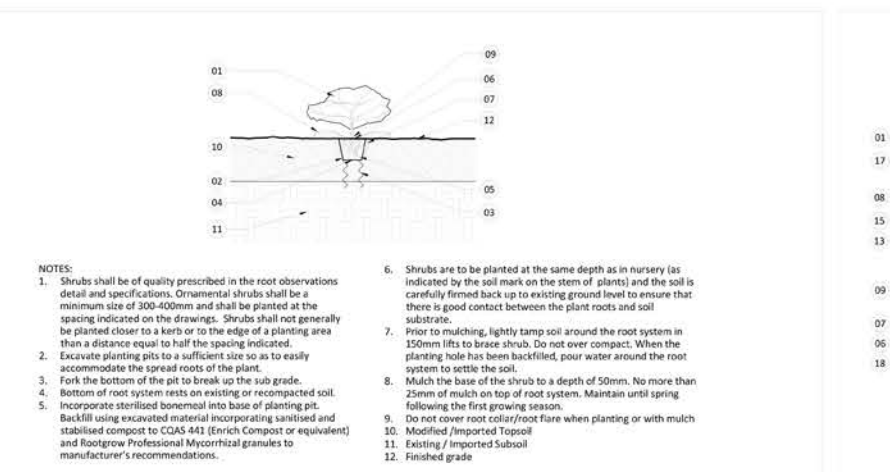 09
01
06
08
07
12
10
02
05
04
03
11
NOTES:
1. Shrubs shall be of quality prescribed in the root observations
detail and specifications. Ornamental shrubs shall be a
minimum size of 300-400mm and shall be planted at the
spacing indicated on the drawings. Shrubs shall not generally
be planted closer to a kerb or to the edge of a planting area
than a distance equal to half the spacing indicated.
2. Excavate planting pits to a sufficient size so as to easily
accommodate the spread roots of the plant.
3. Fork the bottom of the pit to break up the sub grade.
4. Bottom of root system rests on existing or recompacted soil.
5. Incorporate sterilised bonemeal into base of planting pit.
Backfill using excavated material incorporating sanitised and
stabilised compost to CQAS 441 (Enrich Compost or equivalent)
and Rootgrow Professional Mycorrhizal granules to
manufacturer's recommendations.
6. Shrubs are to be planted at the same depth as in nursery (as
indicated by the soil mark on the stem of plants) and the soil is
carefully firmed back up to existing ground level to ensure that
there is good contact between the plant roots and soil
substrate.
7. Prior to mulching, lightly tamp soil around the root system in
150mm lifts to brace shrub. Do not over compact. When the
planting hole has been backfilled, pour water around the root
system to settle the soil.
8. Mulch the base of the shrub to a depth of 50mm. No more than
25mm of mulch on top of root system. Maintain until spring
following the first growing season.
9. Do not cover root collar/root flare when planting or with mulch
10. Modified /Imported Topsoil
11. Existing / Imported Subsoil
12. Finished grade
01
17
08
15
13
09
07
06
18